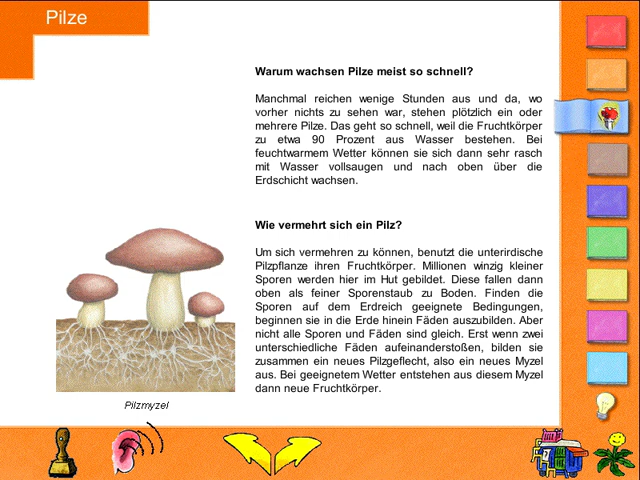 Pilze
Warum wachsen Pilze meist so schnell?
Manchmal reichen wenige Stunden aus und da, wo
vorher nichts zu sehen war, stehen plötzlich ein oder
mehrere Pilze. Das geht so schnell, weil die Fruchtkörper
zu etwa 90 Prozent aus Wasser bestehen. Bei
feuchtwarmem Wetter können sie sich dann sehr rasch
mit Wasser vollsaugen und nach oben über die
Erdschicht wachsen.
Wie vermehrt sich ein Pilz?
Um sich vermehren zu können, benutzt die unterirdische
Pilzpflanze ihren Fruchtkörper. Millionen winzig kleiner
Sporen werden hier im Hut gebildet. Diese fallen dann
oben als feiner Sporenstaub zu Boden. Finden die
Sporen auf dem Erdreich geeignete Bedingungen,
beginnen sie in die Erde hinein Fäden auszubilden. Aber
nicht alle Sporen und Fäden sind gleich. Erst wenn zwei
unterschiedliche Fäden aufeinanderstoßen, bilden sie
zusammen ein neues Pilzgeflecht, also ein neues Myzel
aus. Bei geeignetem Wetter entstehen aus diesem Myzel
dann neue Fruchtkörper.
Pilzmyzel